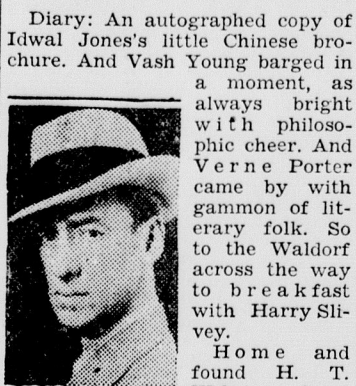 Diary: An autographed copy of
Idwal Jones's little Chinese bro-
chure. And Vash Young barged in
a moment, as
always bright
with philoso-
phic cheer. And
Verne Porter
came by with
gammon of lit-
erary folk. So
to the Waldorf
across the way
to breakfast
with Harry Sli-
vey.
Home and
found H. T.